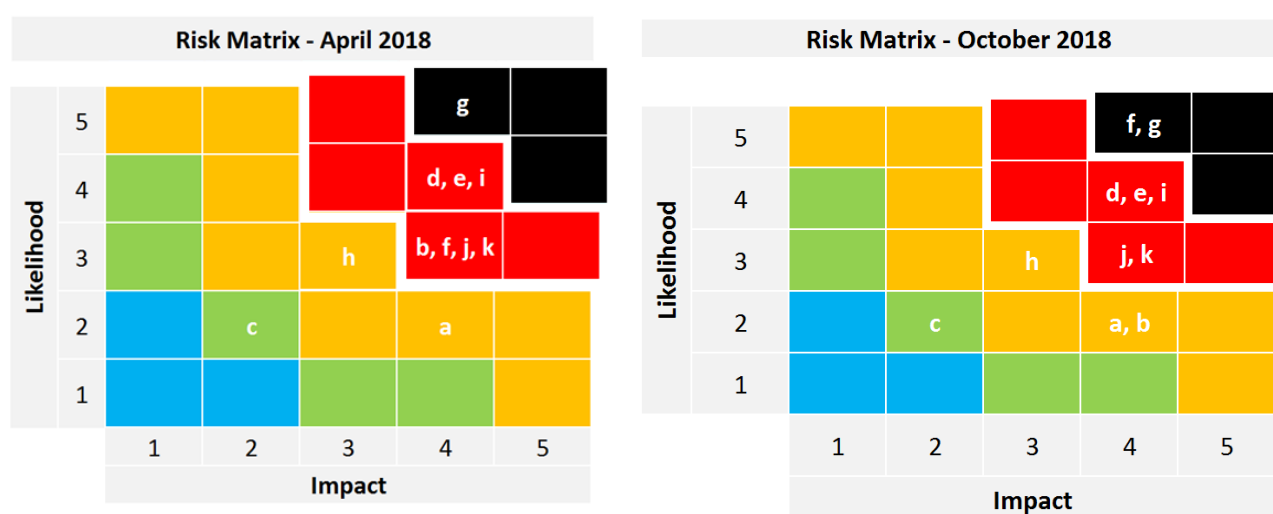 Risk Matrix - April 2018
Likelihood
5
g
4
d, e, i
3
h
b, f, j, k
2
c
a
1
1
2
3
4
5
Impact
Risk Matrix - October 2018
Likelihood
5
f, g
4
d, e, i
3
h
j, k
2
c
a, b
1
1
2
3
4
5
Impact